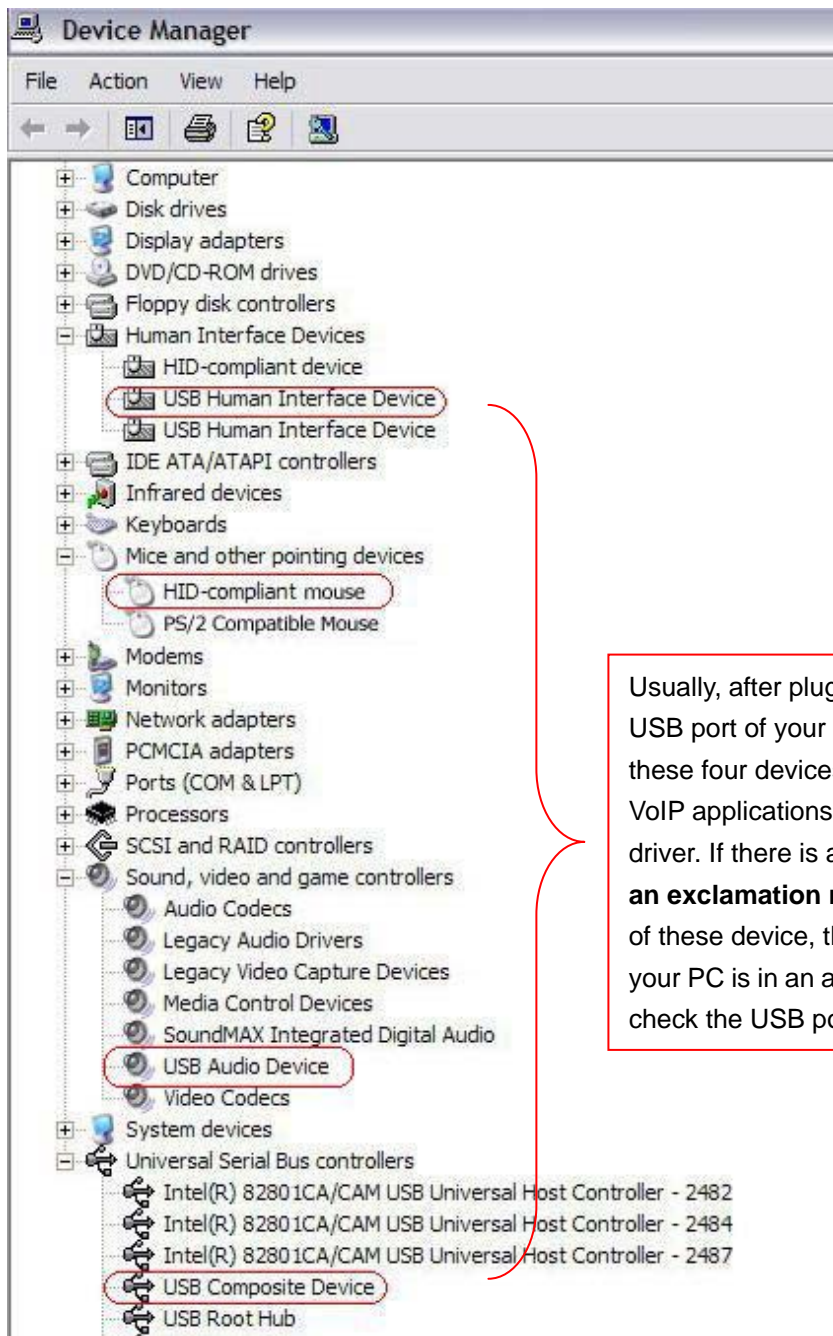 Device Manager
File Action View Help
Computer
Disk drives
Display adapters
DVD/CD-ROM drives
Floppy disk controllers
Human Interface Devices
HID-compliant device
USB Human Interface Device
USB Human Interface Device
IDE ATA/ATAPI controllers
Infrared devices
Keyboards
Mice and other pointing devices
HID-compliant mouse
PS/2 Compatible Mouse
Modems
Monitors
Network adapters
PCMCIA adapters
Ports (COM & LPT)
Processors
SCSI and RAID controllers
Sound, video and game controllers
Audio Codecs
Legacy Audio Drivers
Legacy Video Capture Devices
Media Control Devices
SoundMAX Integrated Digital Audio
USB Audio Device
Video Codecs
System devices
Universal Serial Bus controllers
Intel(R) 82801CA/CAM USB Universal Host Controller - 2482
Intel(R) 82801CA/CAM USB Universal Host Controller - 2484
Intel(R) 82801CA/CAM USB Universal Host Controller - 2487
USB Composite Device
USB Root Hub
Usually, after
USB port of your
these four
VoIP applications
driver. If there is
an exclamation
of these device,
your PC is in an
check the USB